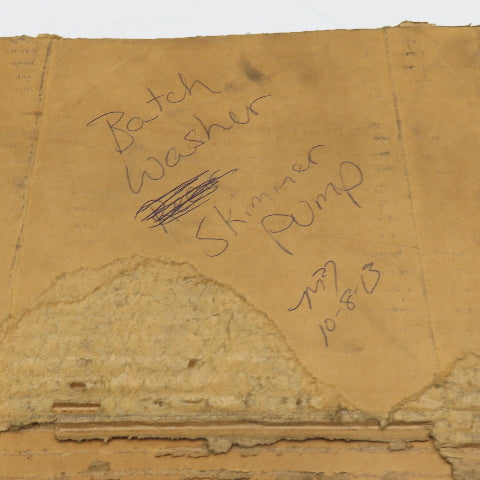 Batch
Washer
Skimmer
Pump
10-8-13